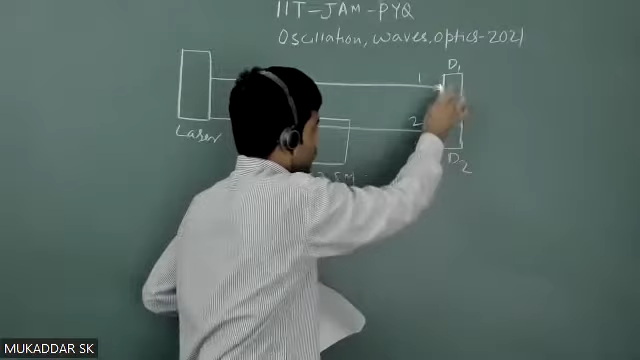 IIT-JAM-PYQ
Oscillation, waves, optics-2021
D1
1
2
Laser
D2
MUKADDAR SK